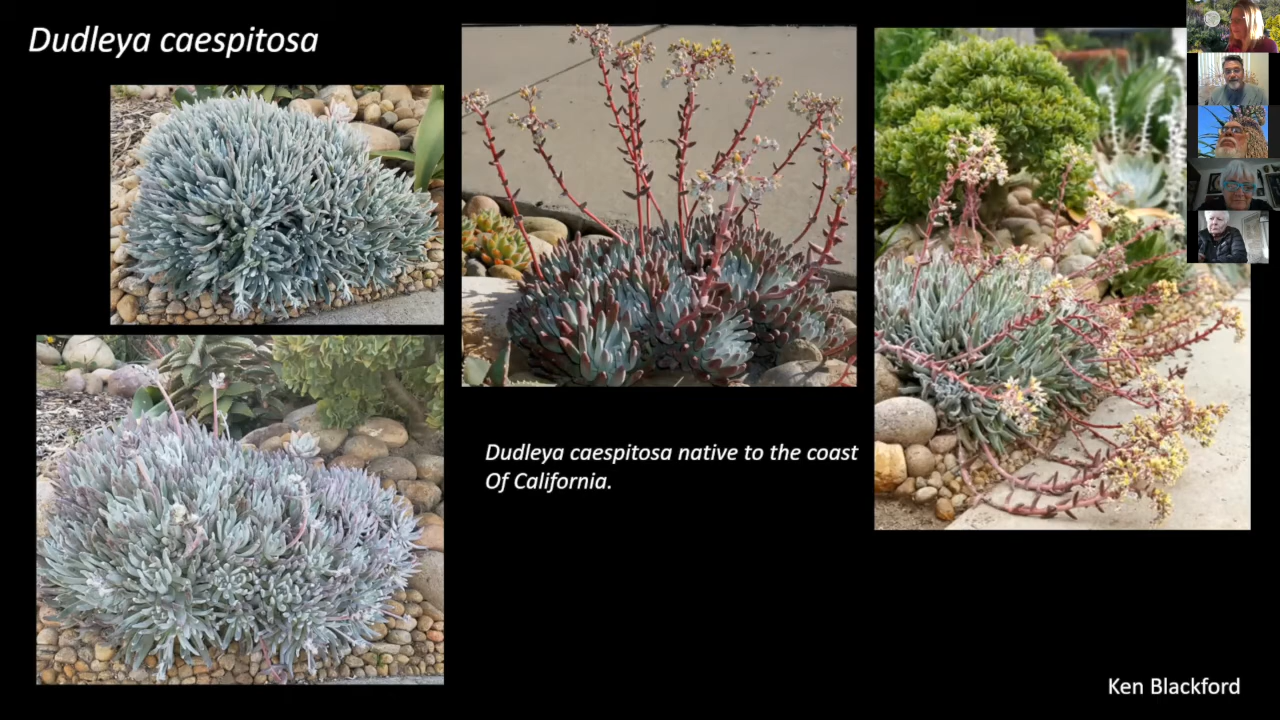 Dudleya caespitosa
Dudleya caespitosa native to the coast
Of California.
Ken Blackford